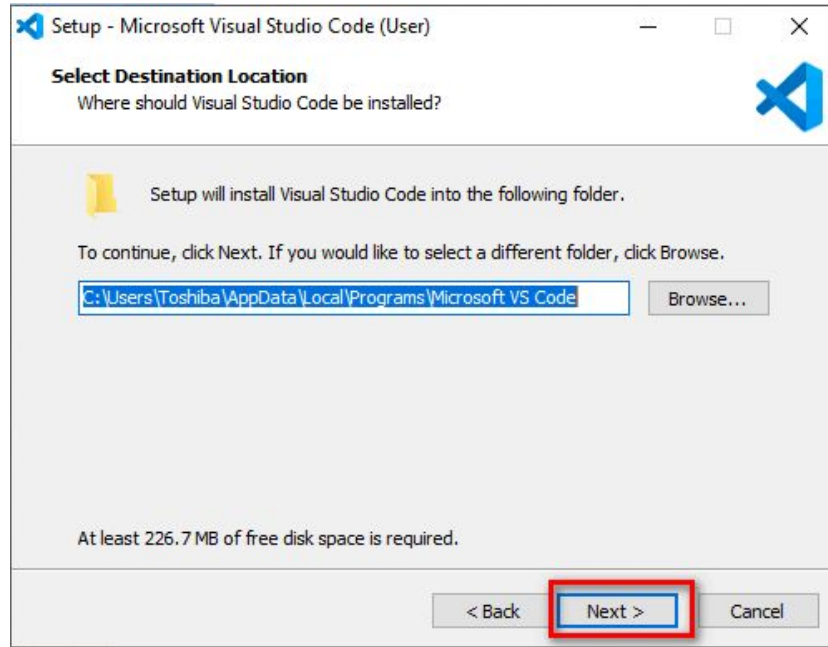 Setup - Microsoft Visual Studio Code (User)
Select Destination Location
Where should Visual Studio Code be installed?
Setup will install Visual Studio Code into the following folder.
To continue, click Next. If you would like to select a different folder, click Browse.
C:\Users\Toshiba\AppData\Local\Programs\Microsoft VS Code
Browse...
At least 226.7 MB of free disk space is required.
< Back Next > Cancel